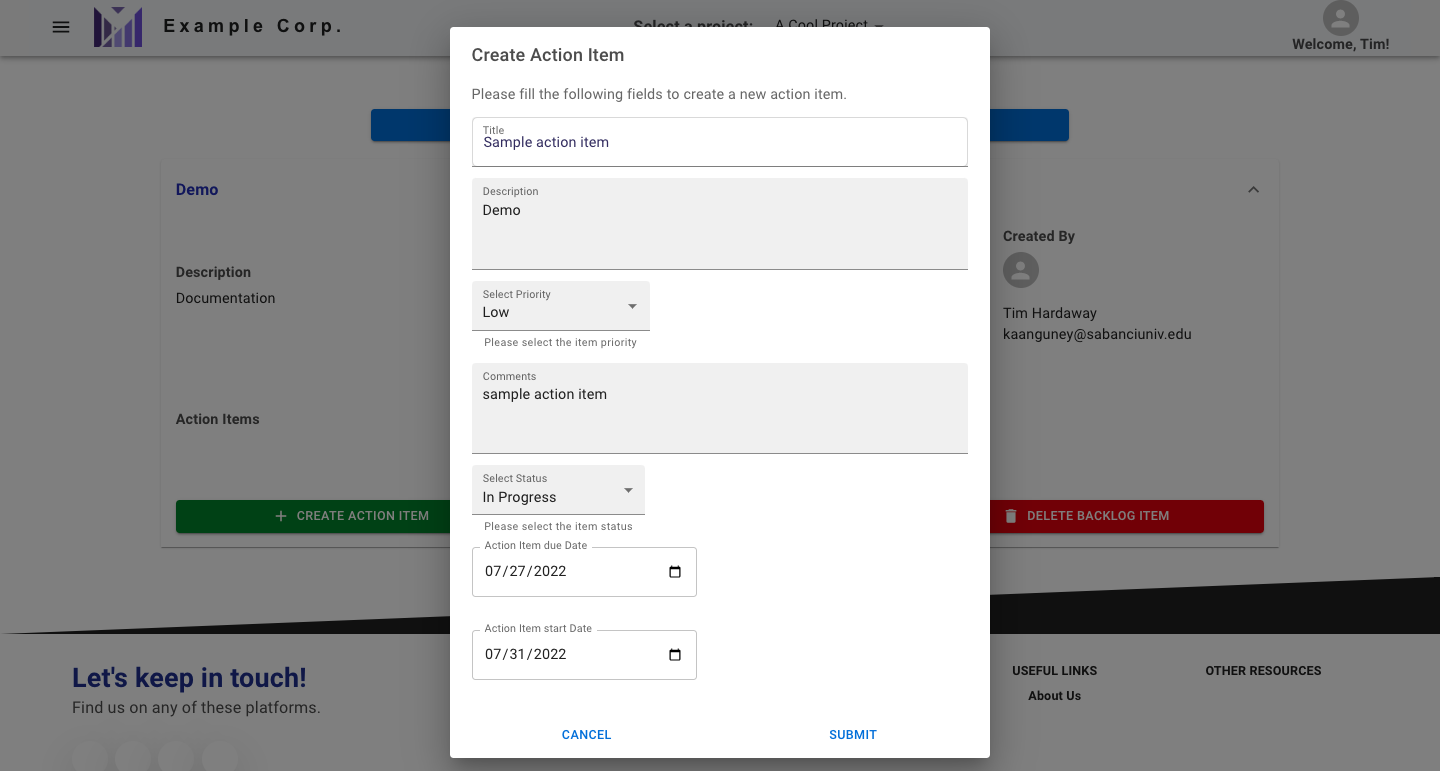 Example Corp.
Select a project:
A Cool Project
Welcome, Tim!
Create Action Item
Please fill the following fields to create a new action item.
Title
Sample action item
Description
Demo
Select Priority
Low
Please select the item priority
Comments
sample action item
Select Status
In Progress
Please select the item status
Action Item due Date
07/27/2022
Action Item start Date
07/31/2022
CANCEL
SUBMIT
Demo
Description
Documentation
Action Items
CREATE ACTION ITEM
Created By
Tim Hardaway
kaanguney@sabanciuniv.edu
DELETE BACKLOG ITEM
Let's keep in touch!
Find us on any of these platforms.
USEFUL LINKS
About Us
OTHER RESOURCES